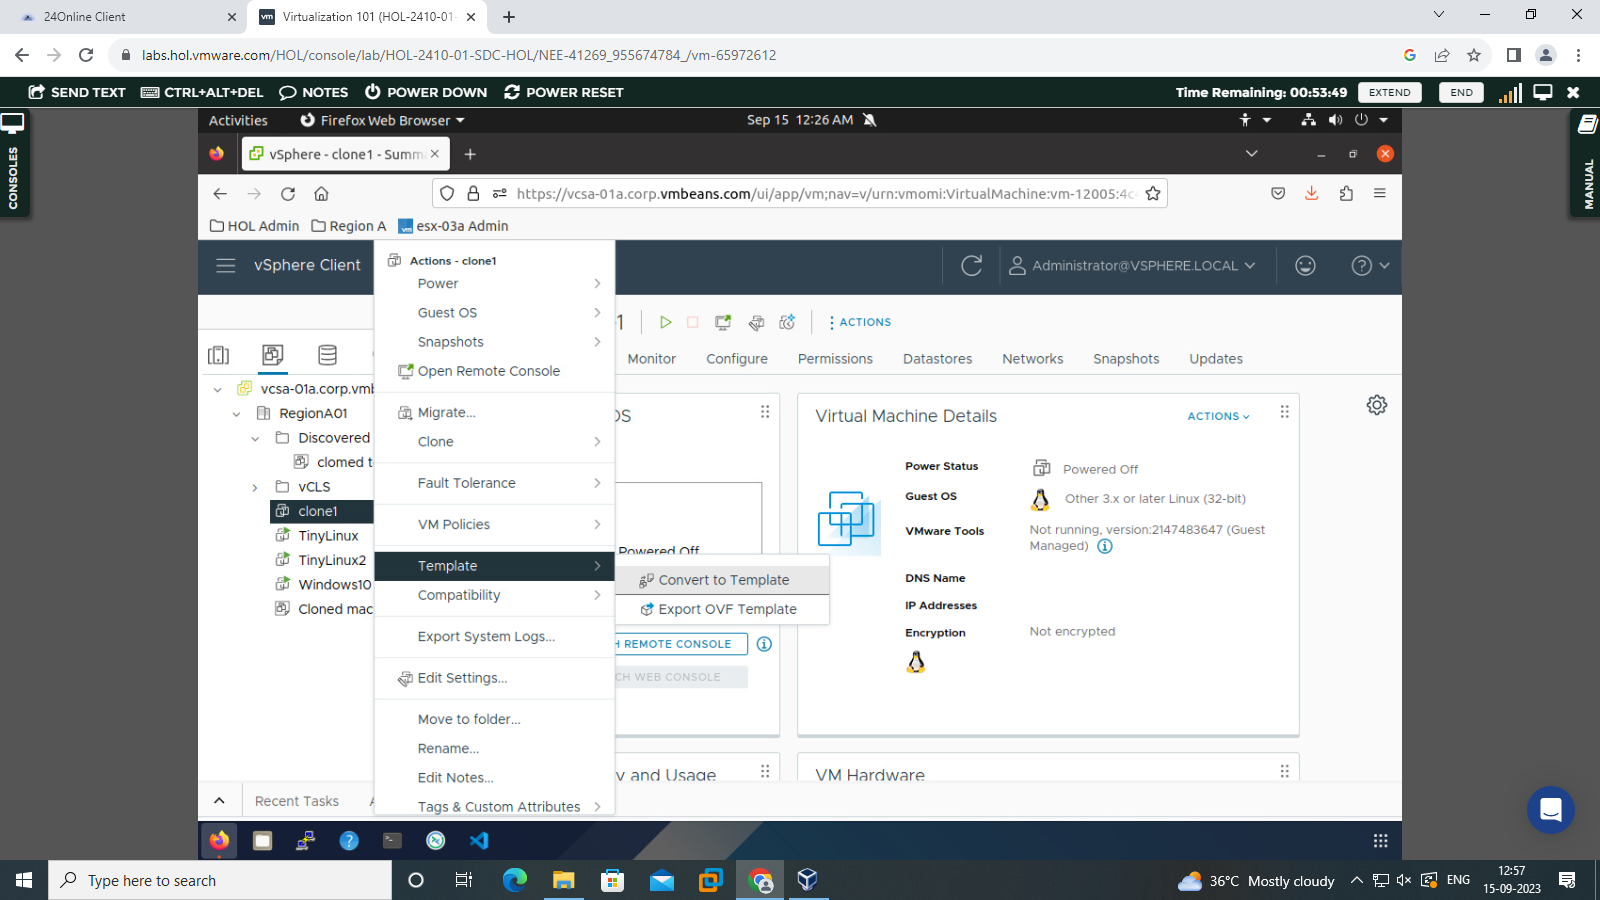 24Online Client
Virtualization 101 (HOL-2410-01-
labs.hol.vmware.com/HOL/console/lab/HOL-2410-01-SDC-HOL/NEE-41269_955674784_/vm-65972612
SEND TEXT CTRL+ALT+DEL NOTES POWER DOWN POWER RESET
Time Remaining: 00:53:49 EXTEND END
CONSOLES
MANUAL
Activities Firefox Web Browser Sep 15 12:26 AM
vSphere - clone1 - Summ
https://vcsa-01a.corp.vmbeans.com/ui/app/vm;nav=v/urn:vmomi:VirtualMachine:vm-12005:4c
HOL Admin Region A vm esx-03a Admin
vSphere Client
Administrator@VSPHERE.LOCAL
Actions - clone1
Power
Guest OS
Snapshots
Open Remote Console
Migrate...
Clone
Fault Tolerance
VM Policies
Template
Compatibility
Export System Logs...
Edit Settings...
Move to folder...
Rename...
Edit Notes...
Tags & Custom Attributes
Convert to Template
Export OVF Template
1 ACTIONS
Monitor Configure Permissions Datastores Networks Snapshots Updates
vcsa-01a.corp.vmb
RegionA01
Discovered
clomed t
vCLS
clone1
TinyLinux
TinyLinux2
Windows10
Cloned mac
OS
Powered Off
H REMOTE CONSOLE
CH WEB CONSOLE
Virtual Machine Details
ACTIONS
Power Status Powered Off
Guest OS Other 3.x or later Linux (32-bit)
VMware Tools Not running, version:2147483647 (Guest
Managed)
DNS Name
IP Addresses
Encryption Not encrypted
y and Usage
VM Hardware
Recent Tasks A
Type here to search
36°C Mostly cloudy
ENG
12:57
15-09-2023